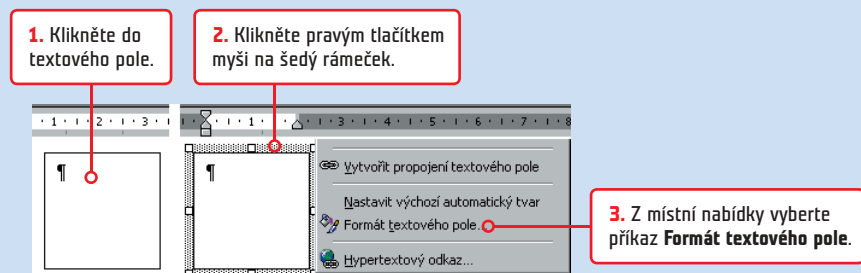 1. Klikněte do
textového pole.
2. Klikněte pravým tlačítkem
myši na šedý rámeček.
· 1 · ı · 2 · ı · 3 · ı
· ı · 1 · ı · ı · 3 · ı · 4 · ı · 5 · ı · 6 · ı · 7 · ı · 8
¶
¶
Vytvořit propojení textového pole
Nastavit výchozí automatický tvar
Formát textového pole...
Hypertextový odkaz...
3. Z místní nabídky vyberte
příkaz Formát textového pole.